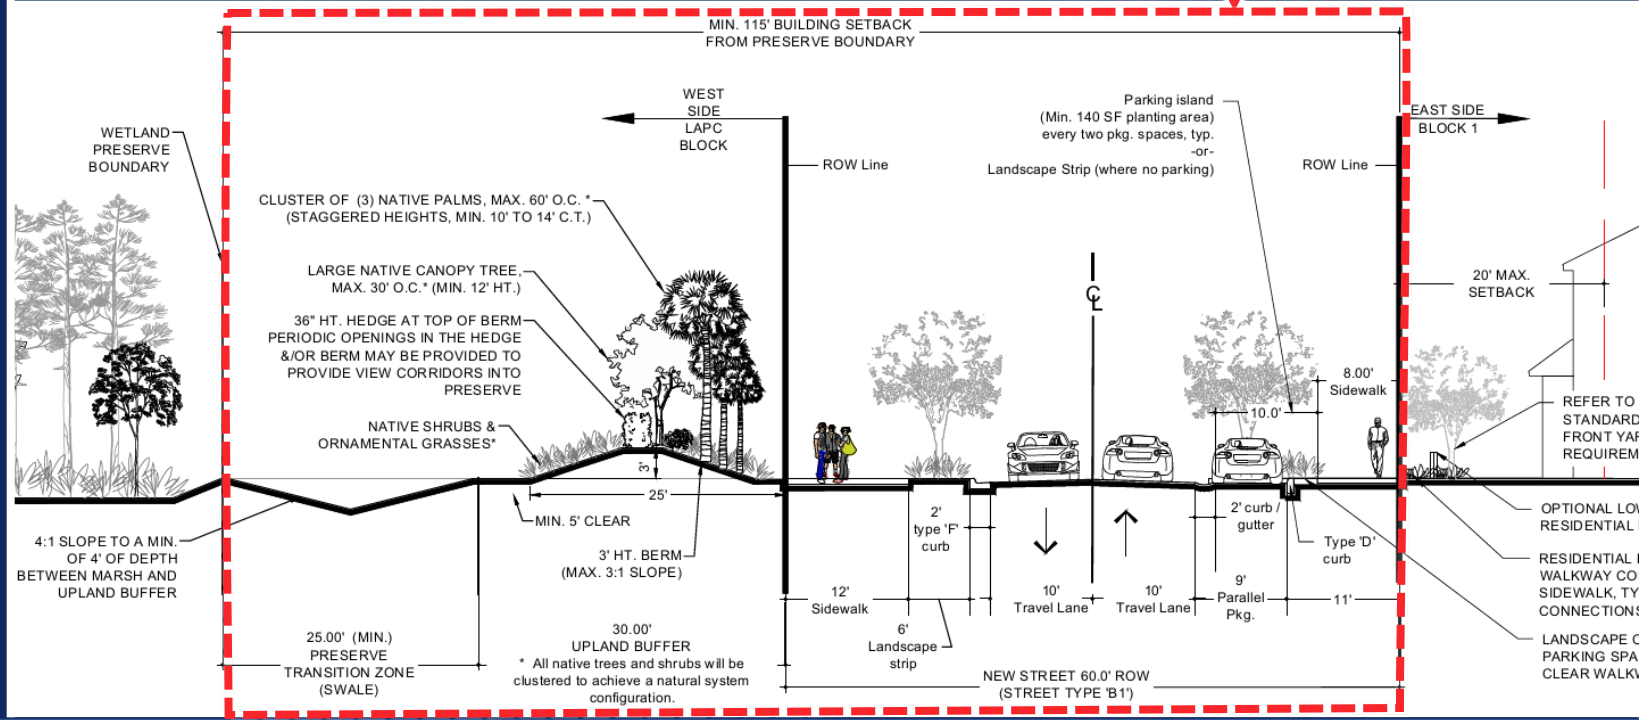 MIN. 115' BUILDING SETBACK
FROM PRESERVE BOUNDARY
WEST
SIDE
LAPC
BLOCK
EAST SIDE
BLOCK 1
WETLAND
PRESERVE
BOUNDARY
ROW Line
Parking island
(Min. 140 SF planting area)
every two pkg. spaces, typ.
-or-
Landscape Strip (where no parking)
ROW Line
CLUSTER OF (3) NATIVE PALMS, MAX. 60' O.C. *
(STAGGERED HEIGHTS, MIN. 10' TO 14' C.T.)
LARGE NATIVE CANOPY TREE,
MAX. 30' O.C.* (MIN. 12' HT.)
36" HT. HEDGE AT TOP OF BERM
PERIODIC OPENINGS IN THE HEDGE
&/OR BERM MAY BE PROVIDED TO
PROVIDE VIEW CORRIDORS INTO
PRESERVE
NATIVE SHRUBS &
ORNAMENTAL GRASSES*
CL
20' MAX.
SETBACK
8.00'
Sidewalk
10.0'
REFER TO
STANDARD
FRONT YAR
REQUIREM
3'
25'
MIN. 5' CLEAR
3' HT. BERM
(MAX. 3:1 SLOPE)
4:1 SLOPE TO A MIN.
OF 4' OF DEPTH
BETWEEN MARSH AND
UPLAND BUFFER
2'
type 'F'
curb
2' curb /
gutter
Type 'D'
curb
OPTIONAL LOW
RESIDENTIAL
RESIDENTIAL
WALKWAY CO
SIDEWALK, TY
CONNECTIONS
12'
Sidewalk
6'
Landscape
strip
10'
Travel Lane
10'
Travel Lane
9'
Parallel
Pkg.
11'
LANDSCAPE
PARKING SPA
CLEAR WALKW
25.00' (MIN.)
PRESERVE
TRANSITION ZONE
(SWALE)
30.00'
UPLAND BUFFER
* All native trees and shrubs will be
clustered to achieve a natural system
configuration.
NEW STREET 60.0' ROW
(STREET TYPE 'B1')